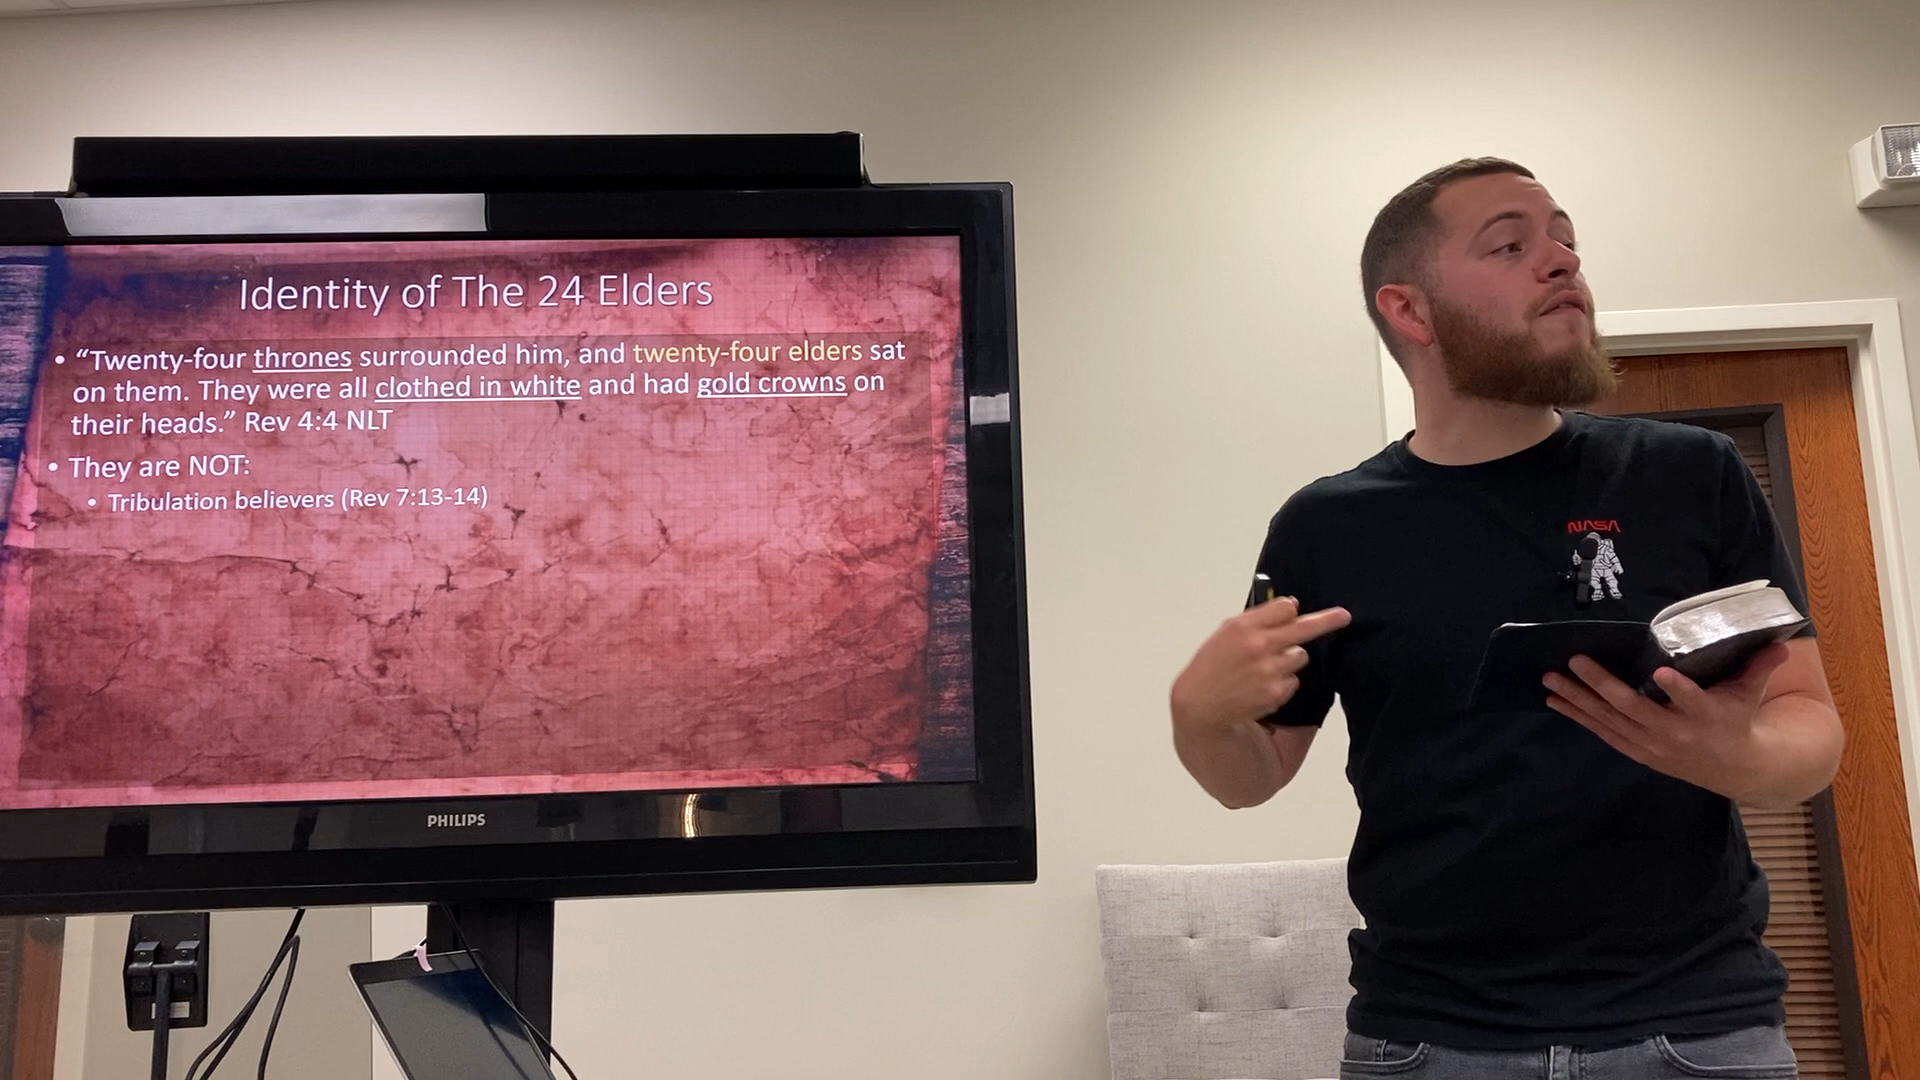 Identity of The 24 Elders
• “Twenty-four thrones surrounded him, and twenty-four elders sat
on them. They were all clothed in white and had gold crowns on
their heads.” Rev 4:4 NLT
• They are NOT:
• Tribulation believers (Rev 7:13-14)
PHILIPS
NASA